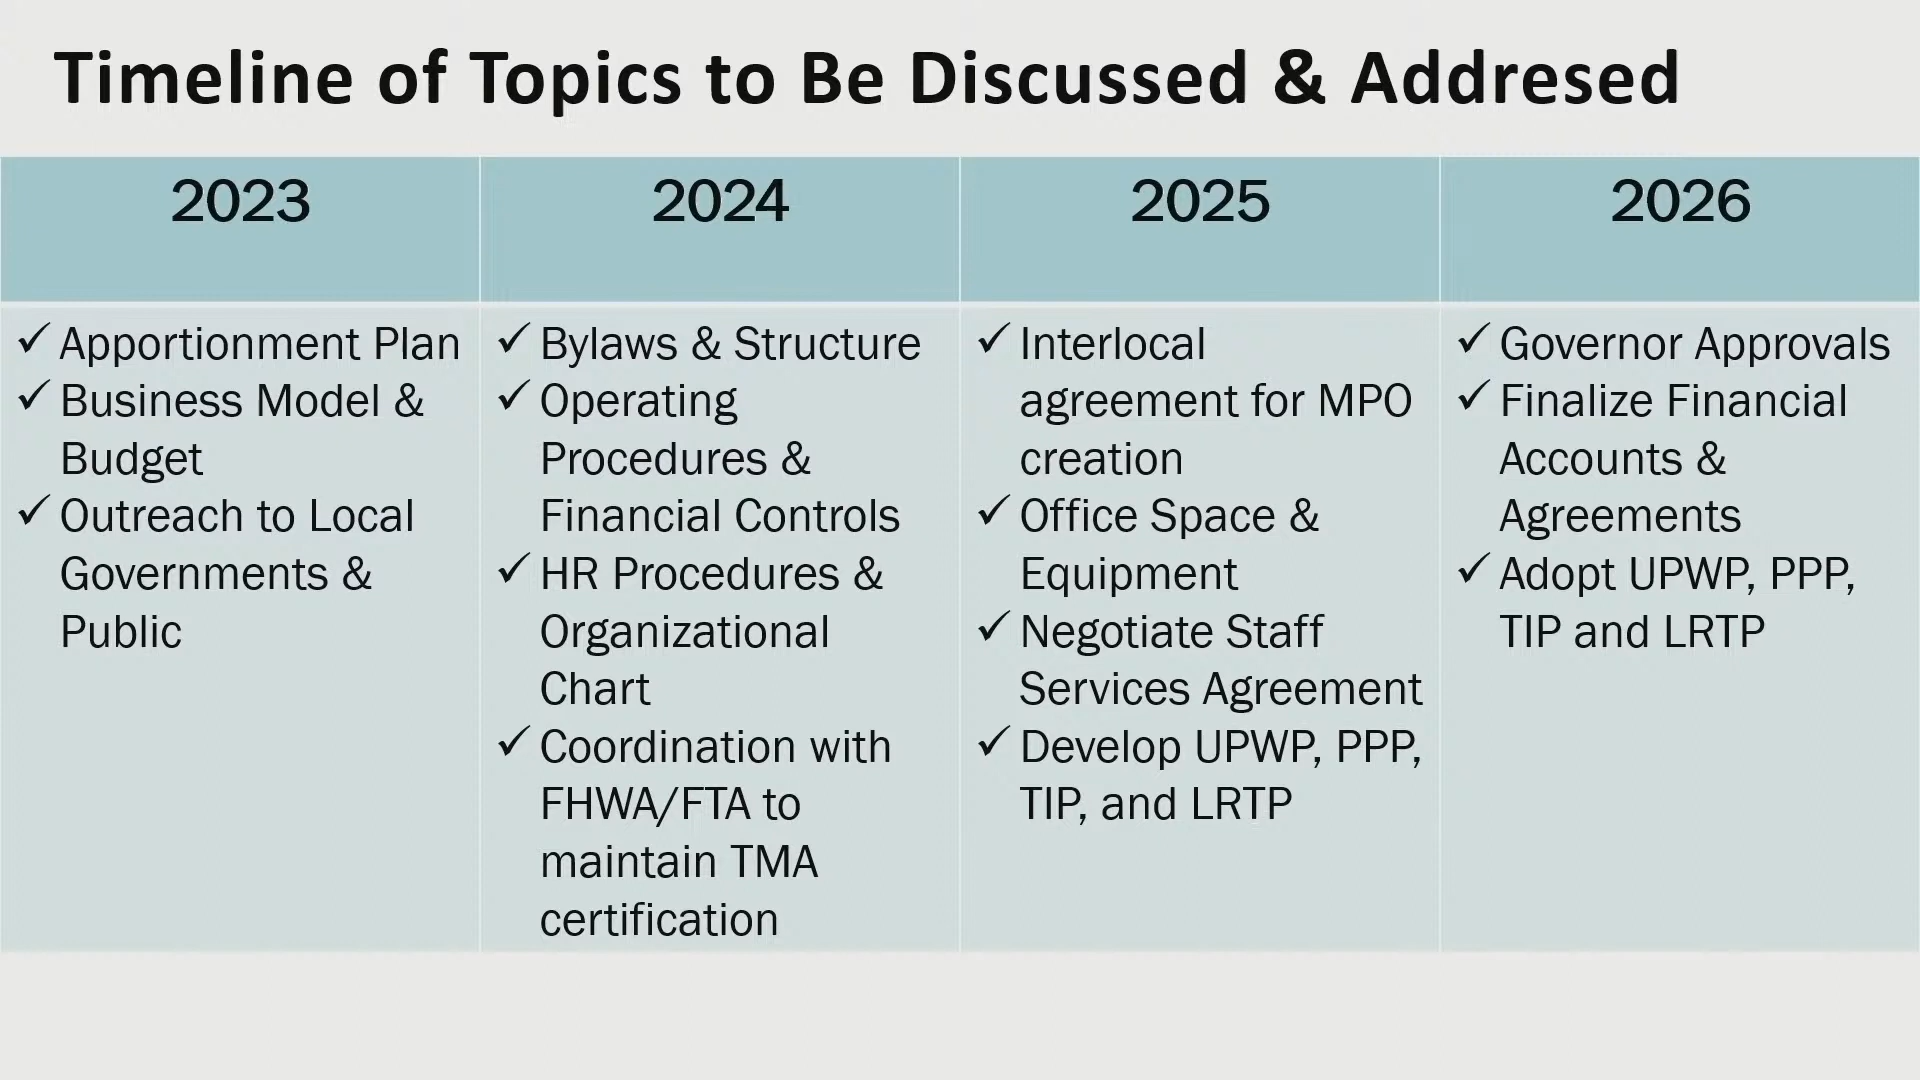 Timeline of Topics to Be Discussed & Addresed
2023
2024
2025
2026
✓ Apportionment Plan
✓ Business Model &
Budget
✓ Outreach to Local
Governments &
Public
✓ Bylaws & Structure
✓ Operating
Procedures &
Financial Controls
✓ HR Procedures &
Organizational
Chart
✓ Coordination with
FHWA/FTA to
maintain TMA
certification
✓ Interlocal
agreement for MPO
creation
✓ Office Space &
Equipment
✓ Negotiate Staff
Services Agreement
✓ Develop UPWP, PPP,
TIP, and LRTP
✓ Governor Approvals
✓ Finalize Financial
Accounts &
Agreements
✓ Adopt UPWP, PPP,
TIP and LRTP